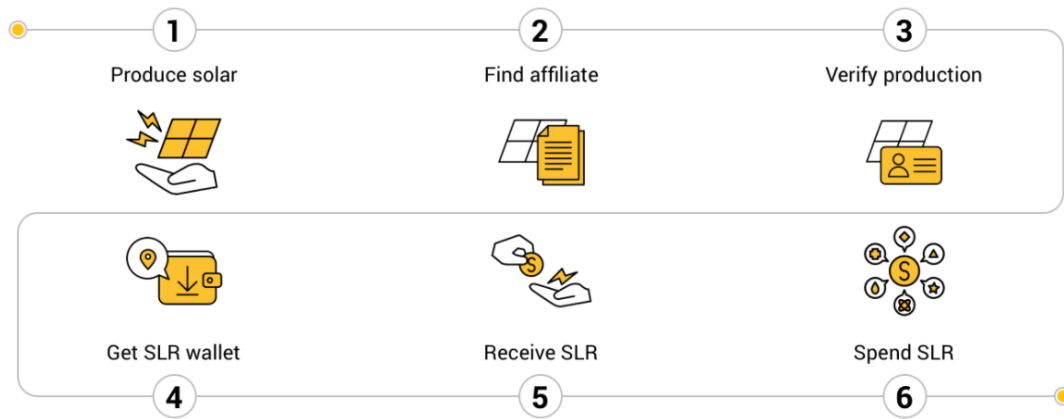 1
Produce solar
2
Find affiliate
3
Verify production
Get SLR wallet
4
Receive SLR
5
Spend SLR
6